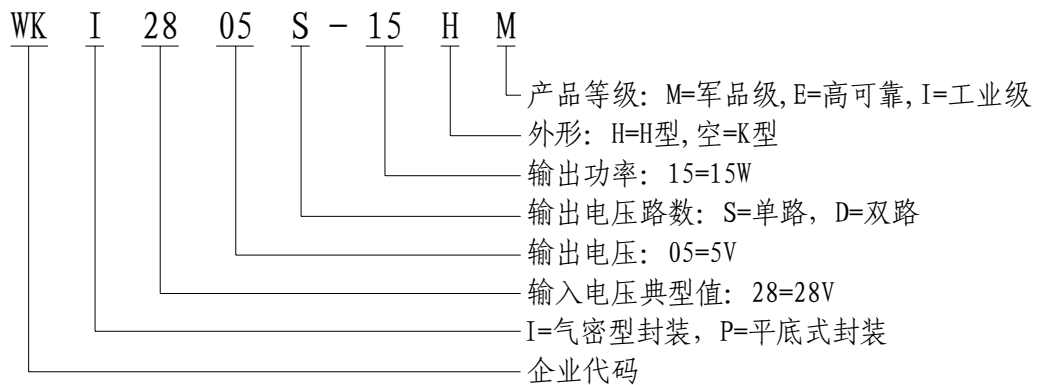 WK I 28 05 S - 15 H M
产品等级: M=军品级,E=高可靠,I=工业级
外形: H=H型,空=K型
输出功率: 15=15W
输出电压路数: S=单路, D=双路
输出电压: 05=5V
输入电压典型值: 28=28V
I=气密型封装, P=平底式封装
企业代码